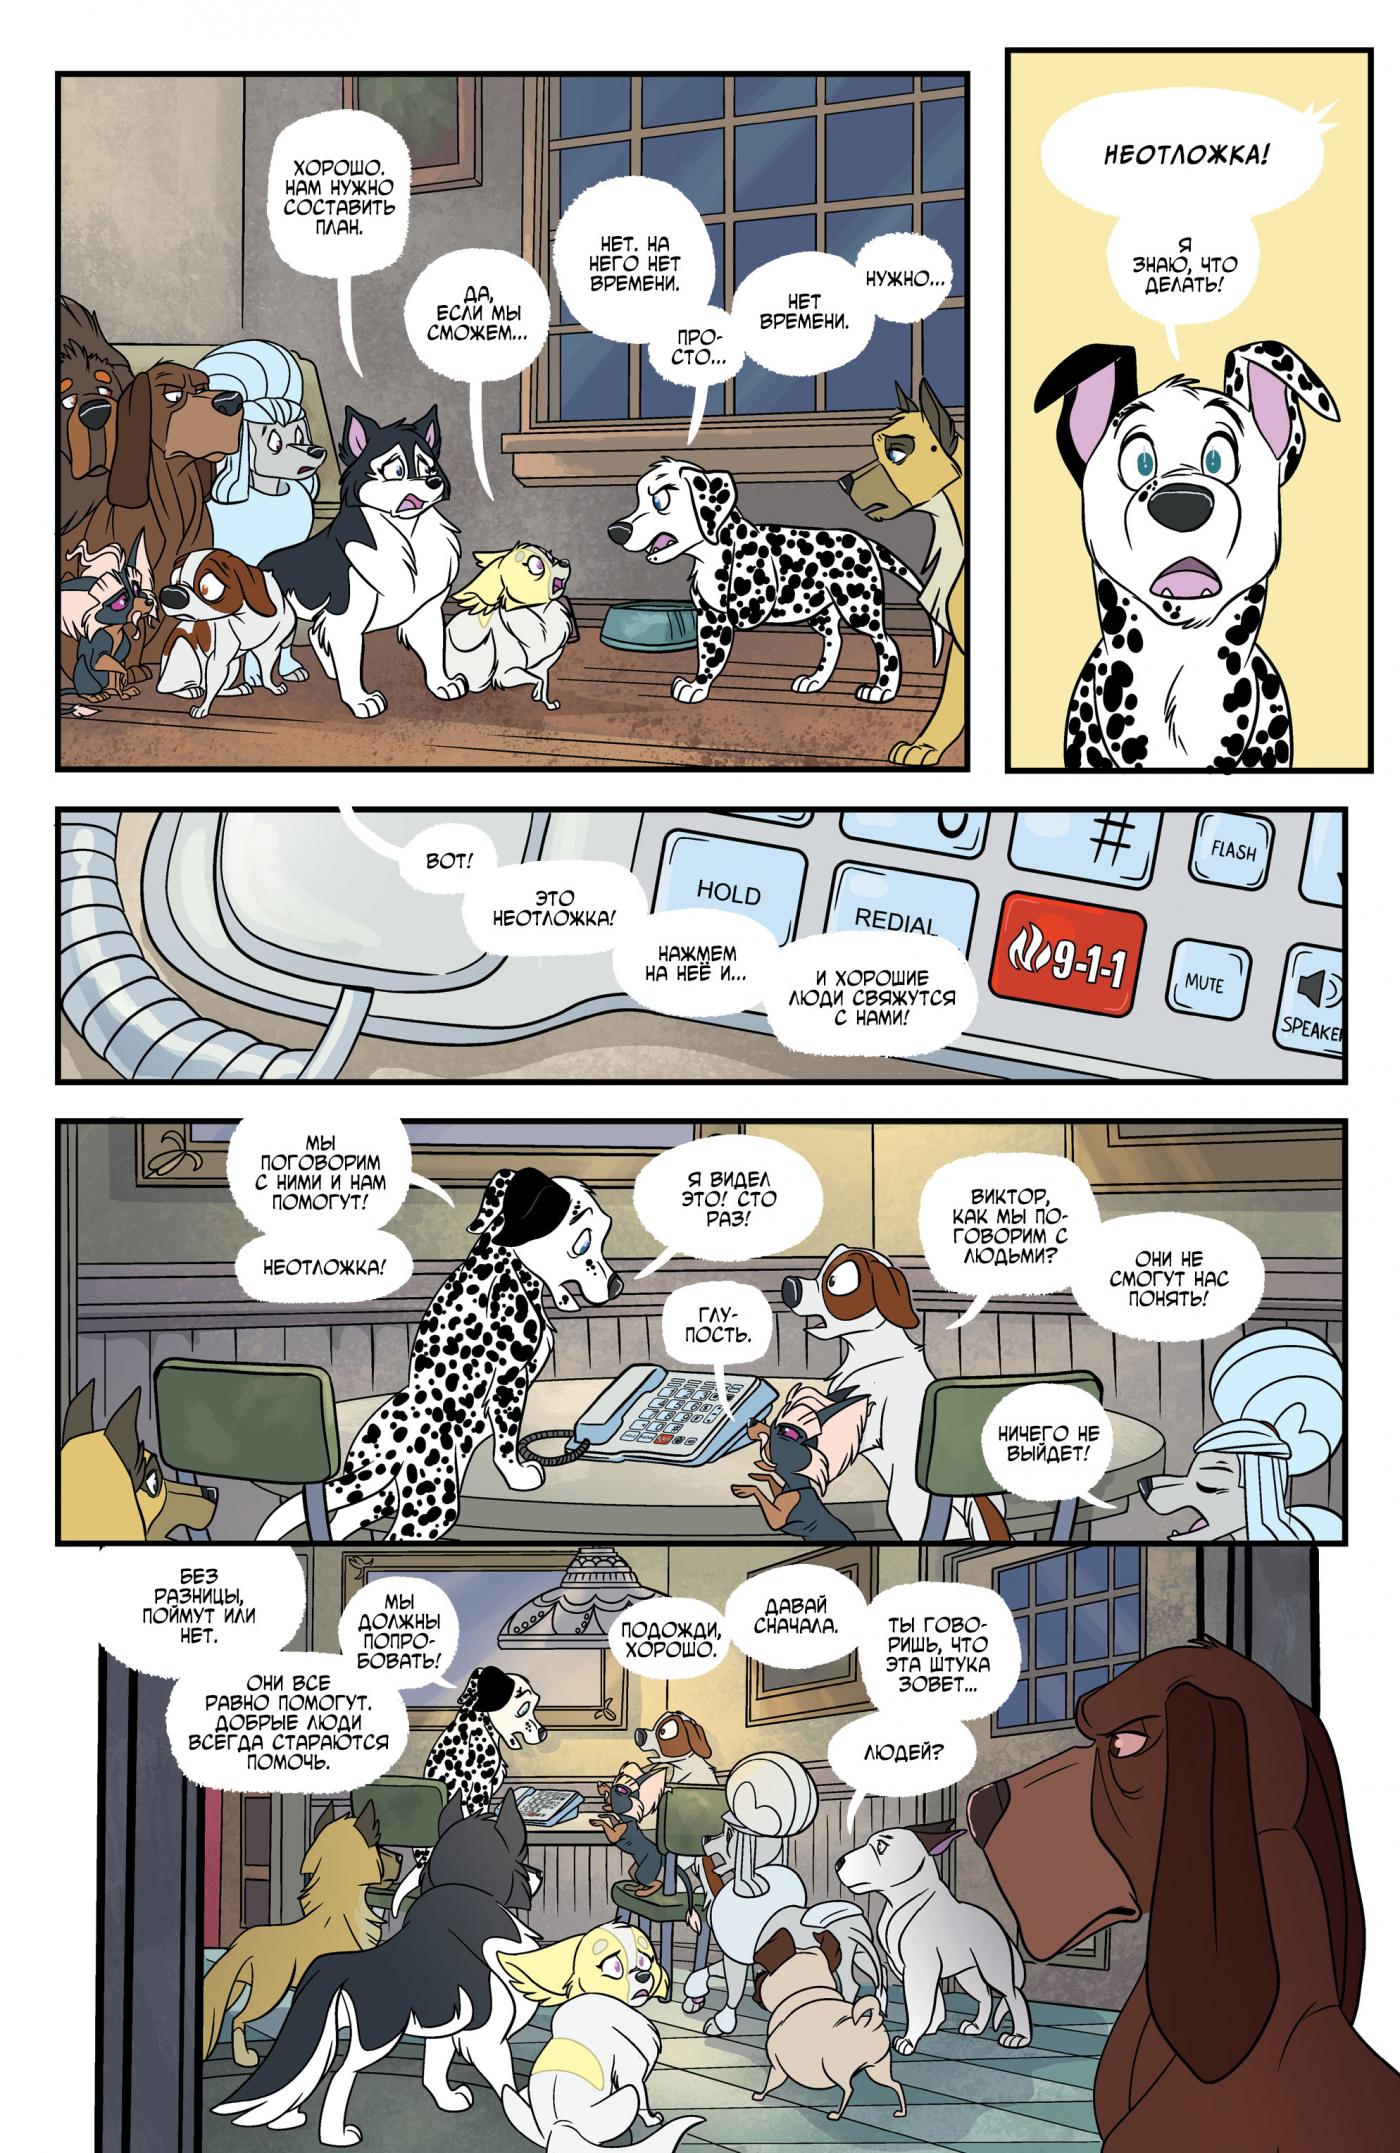 ХОРОШО.
НАМ НУЖНО
СОСТАВИТЬ
ПЛАН.
ДА,
ЕСЛИ МЫ
СМОЖЕМ...
НЕТ. НА
НЕГО НЕТ
ВРЕМЕНИ.
ПРО-
СТО...
НЕТ
ВРЕМЕНИ.
НУЖНО...
НЕОТЛОЖКА!
Я
ЗНАЮ, ЧТО
ДЕЛАТЬ!
ВОТ!
ЭТО
НЕОТЛОЖКА!
НАЖМЕМ
НА НЕЁ И...
И ХОРОШИЕ
ЛЮДИ СВЯЖУТСЯ
С НАМИ!
HOLD
REDIAL
#
FLASH
9-1-1
MUTE
SPEAKER
МЫ
ПОГОВОРИМ
С НИМИ И НАМ
ПОМОГУТ!
НЕОТЛОЖКА!
Я ВИДЕЛ
ЭТО! СТО
РАЗ!
ГЛУ-
ПОСТЬ.
ВИКТОР,
КАК МЫ ПО-
ГОВОРИМ С
ЛЮДЬМИ?
ОНИ НЕ
СМОГУТ НАС
ПОНЯТЬ!
НИЧЕГО НЕ
ВЫЙДЕТ!
БЕЗ
РАЗНИЦЫ,
ПОЙМУТ ИЛИ
НЕТ.
ОНИ ВСЕ
РАВНО ПОМОГУТ.
ДОБРЫЕ ЛЮДИ
ВСЕГДА СТАРАЮТСЯ
ПОМОЧЬ.
МЫ
ДОЛЖНЫ
ПОПРО-
БОВАТЬ!
ПОДОЖДИ,
ХОРОШО.
ДАВАЙ
СНАЧАЛА.
ТЫ ГОВО-
РИШЬ, ЧТО
ЭТА ШТУКА
ЗОВЕТ...
ЛЮДЕЙ?